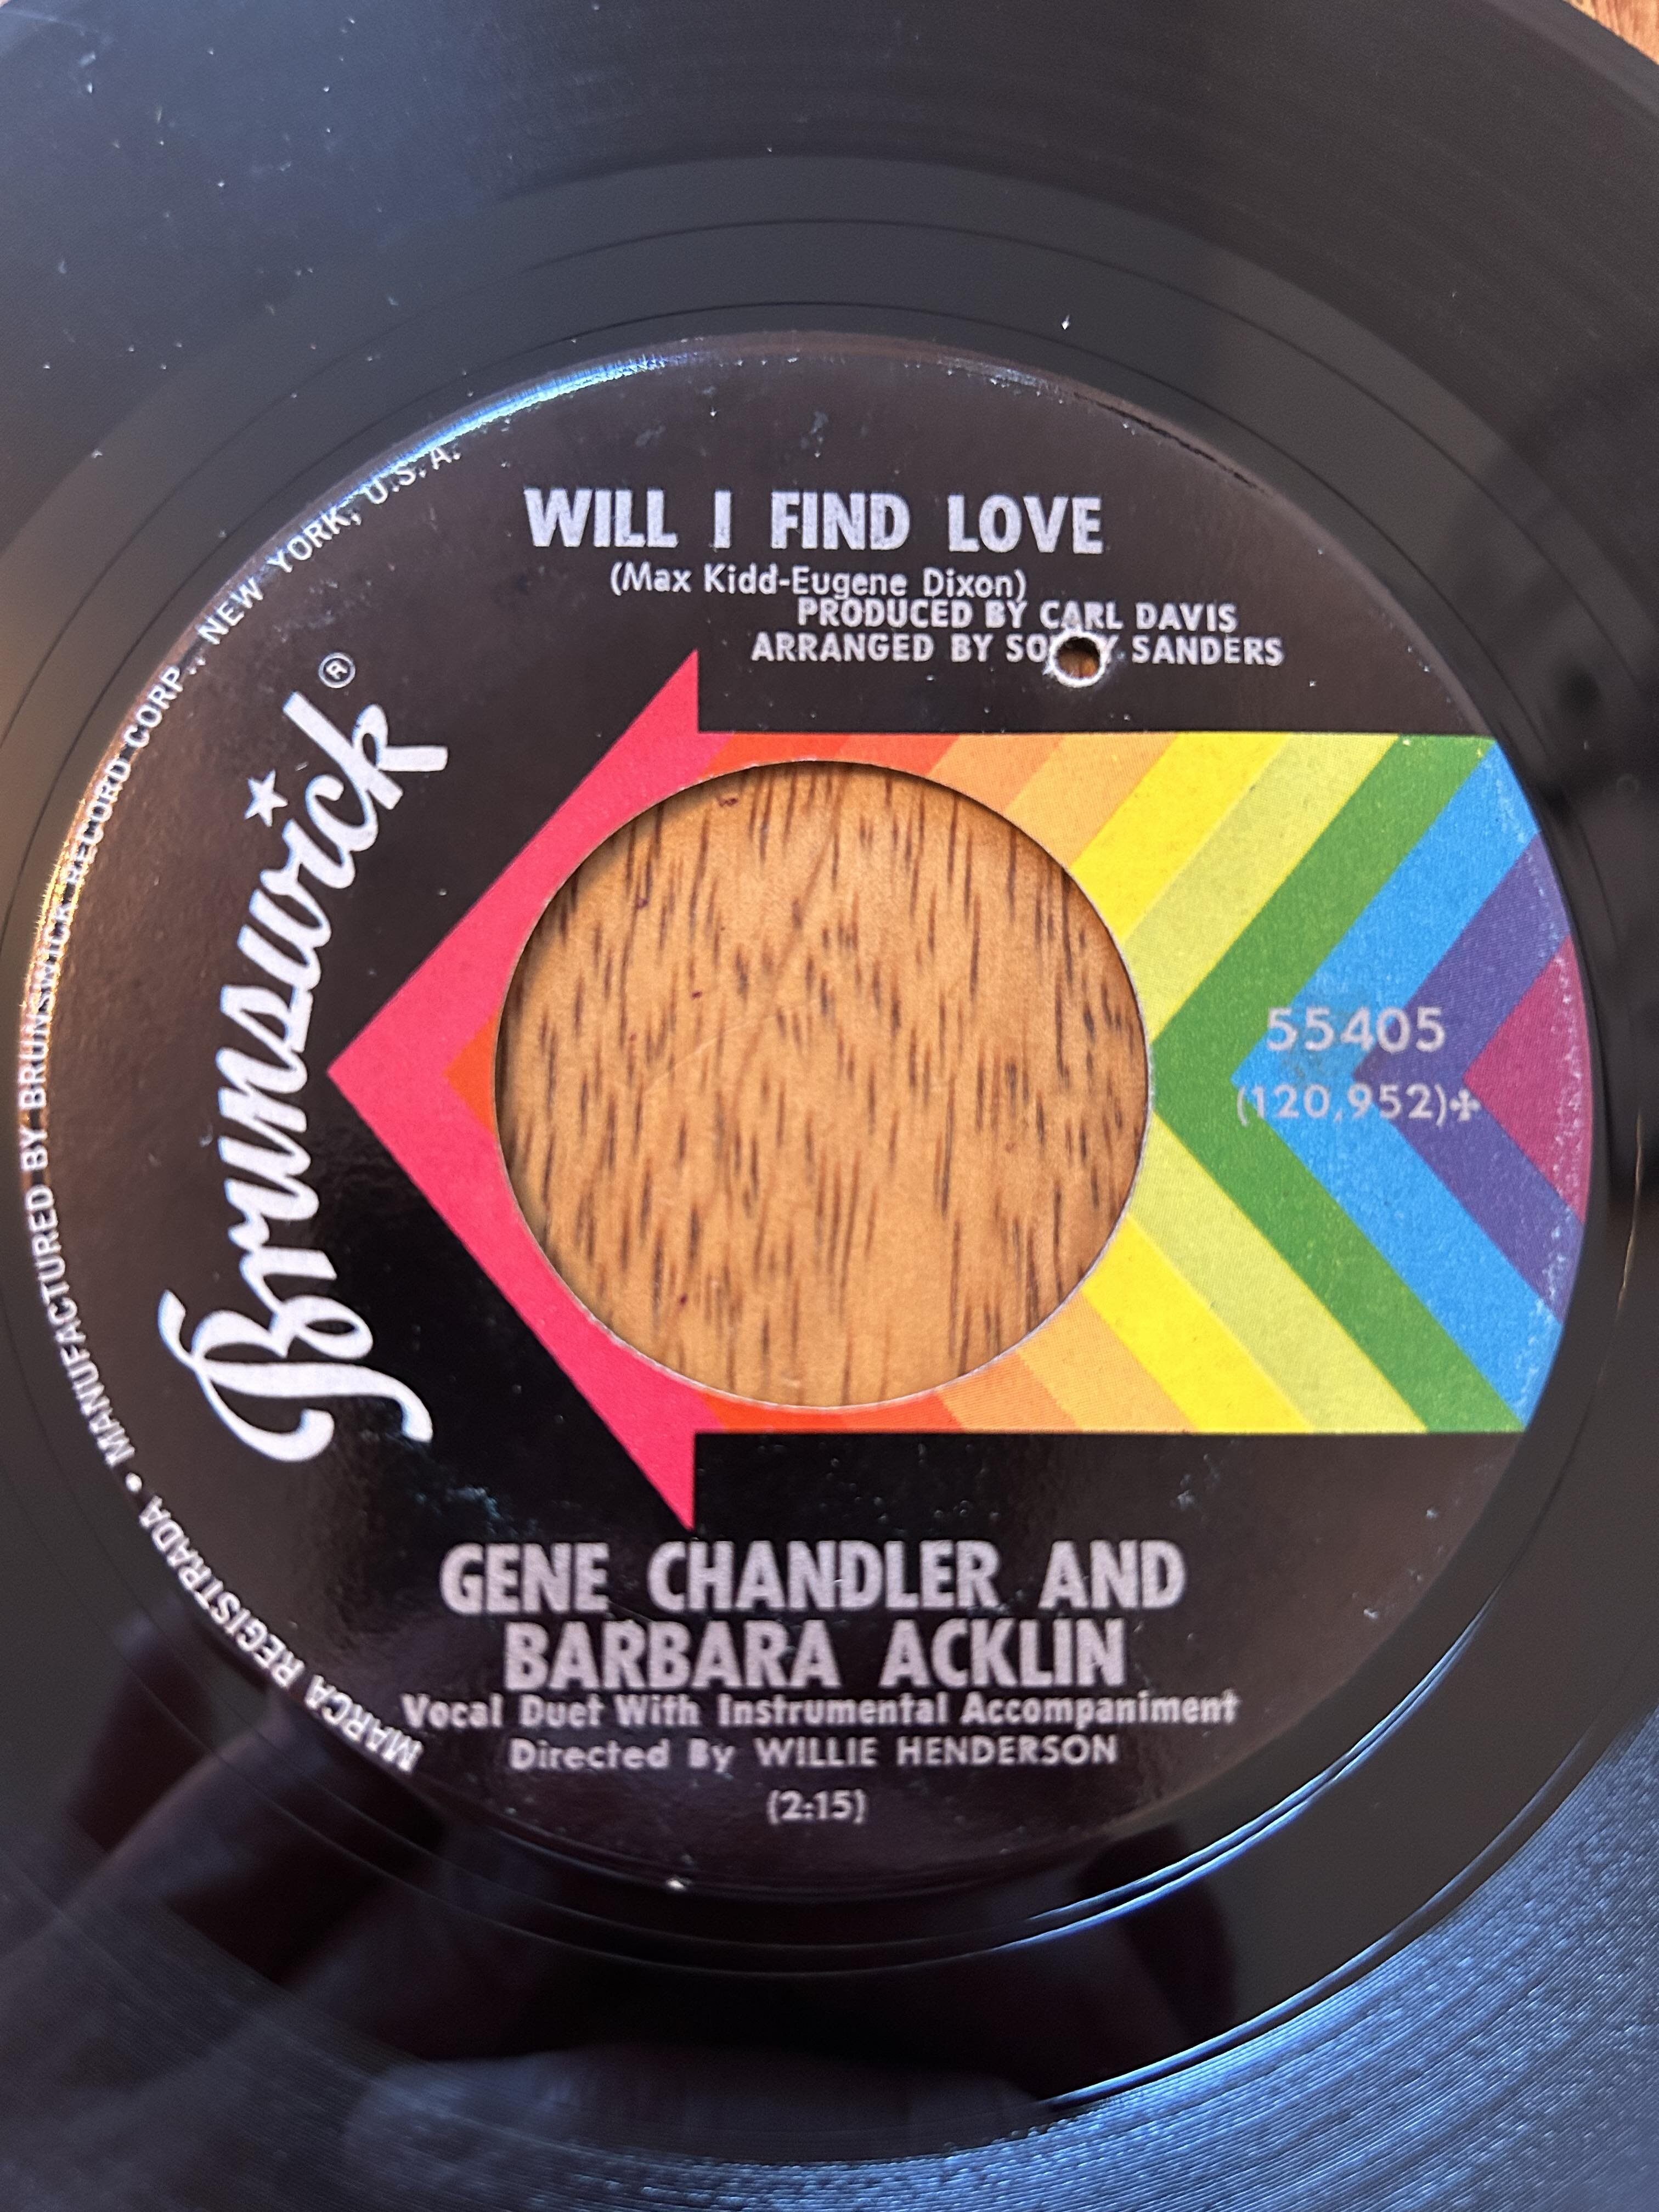 WILL I FIND LOVE
(Max Kidd-Eugene Dixon)
PRODUCED BY CARL DAVIS
ARRANGED BY SO Y SANDERS
Brunswick®
55405
(120,952)✤
GENE CHANDLER AND
BARBARA ACKLIN
Vocal Duet With Instrumental Accompaniment
Directed By WILLIE HENDERSON
(2:15)
MARCA REGISTRADA • MANUFACTURED BY BRUNSWICK RECORD CORP., NEW YORK, U.S.A.